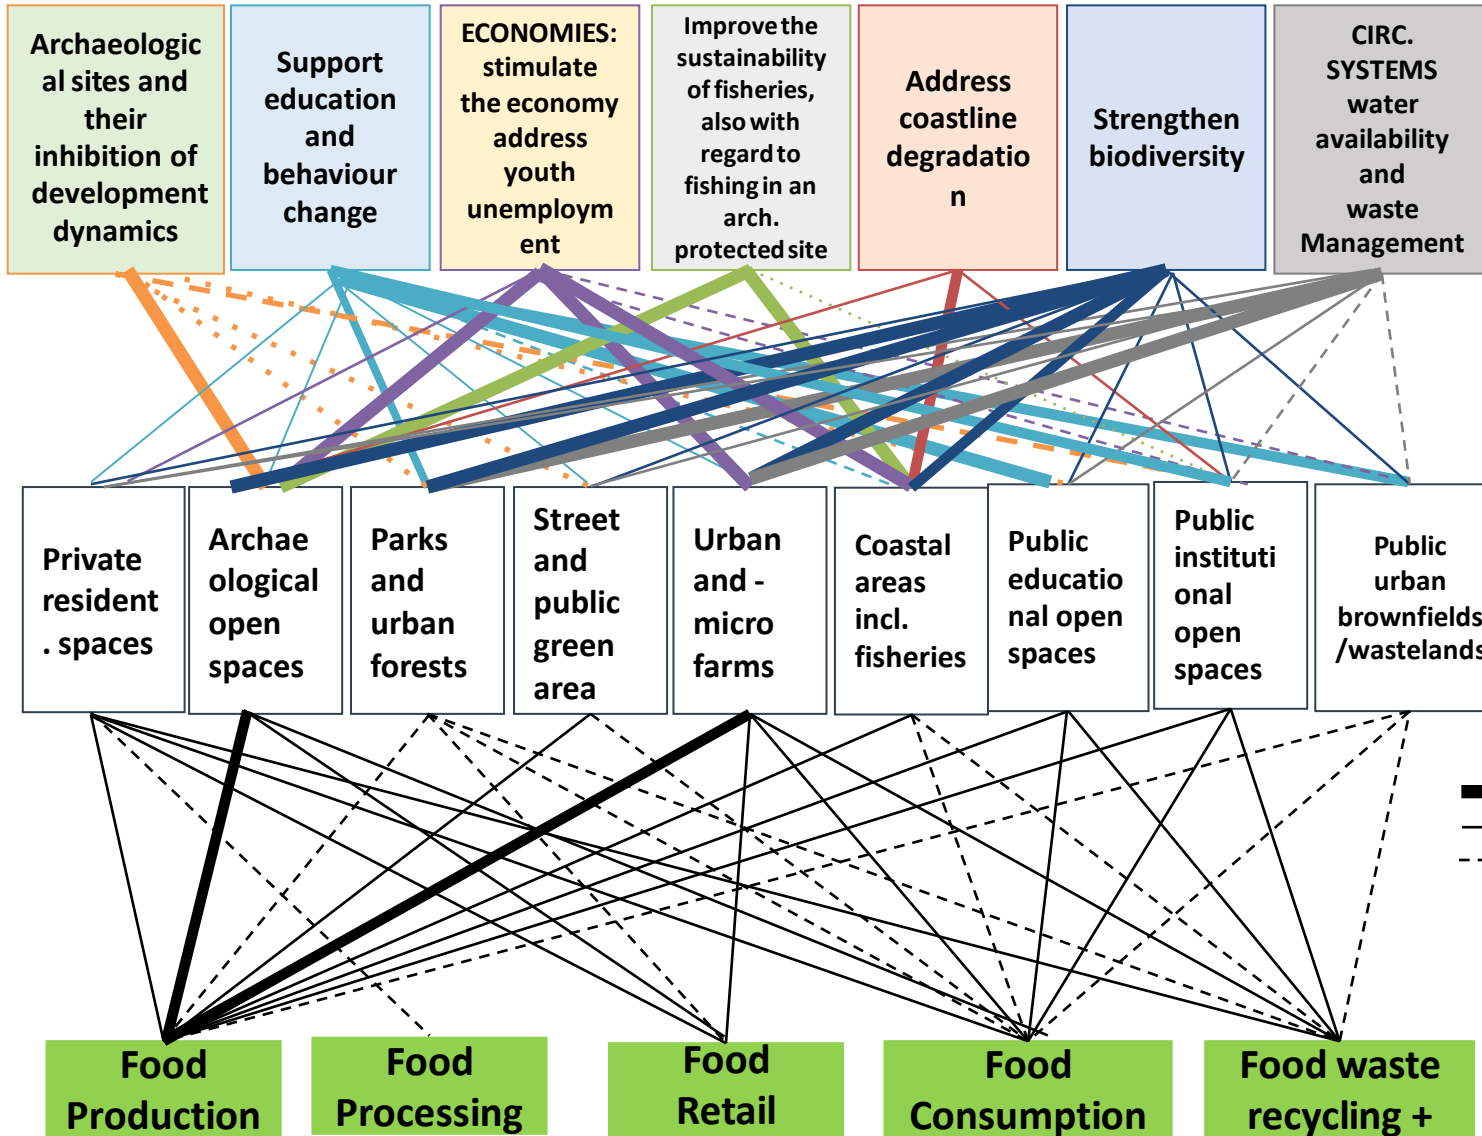 Archaeologic
al sites and
their
inhibition of
development
dynamics
Support
education
and
behaviour
change
ECONOMIES:
stimulate
the economy
address
youth
unemploym
ent
Improve the
sustainability
of fisheries,
also with
regard to
fishing in an
arch.
protected site
Address
coastline
degradatio
n
Strengthen
biodiversity
CIRC.
SYSTEMS
water
availability
and
waste
Management
Private
resident
. spaces
Archae
ological
open
spaces
Parks
and
urban
forests
Street
and
public
green
area
Urban
and -
micro
farms
Coastal
areas
incl.
fisheries
Public
educatio
nal open
spaces
Public
instituti
onal
open
spaces
Public
urban
brownfields
/wastelands
Food
Production
Food
Processing
Food
Retail
Food
Consumption
Food waste
recycling +